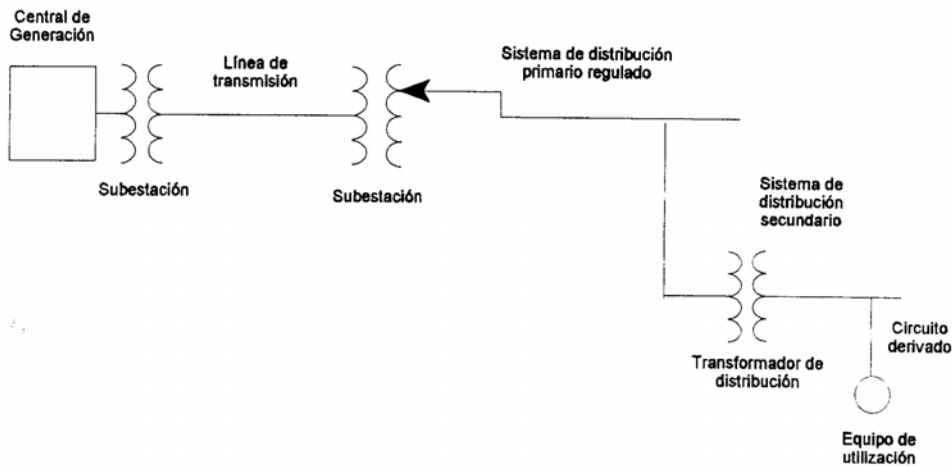 Central de
Generación
Línea de
transmisión
Sistema de distribución
primario regulado
Subestación
Subestación
Sistema de
distribución
secundario
Circuito
derivado
Transformador de
distribución
Equipo de
utilización